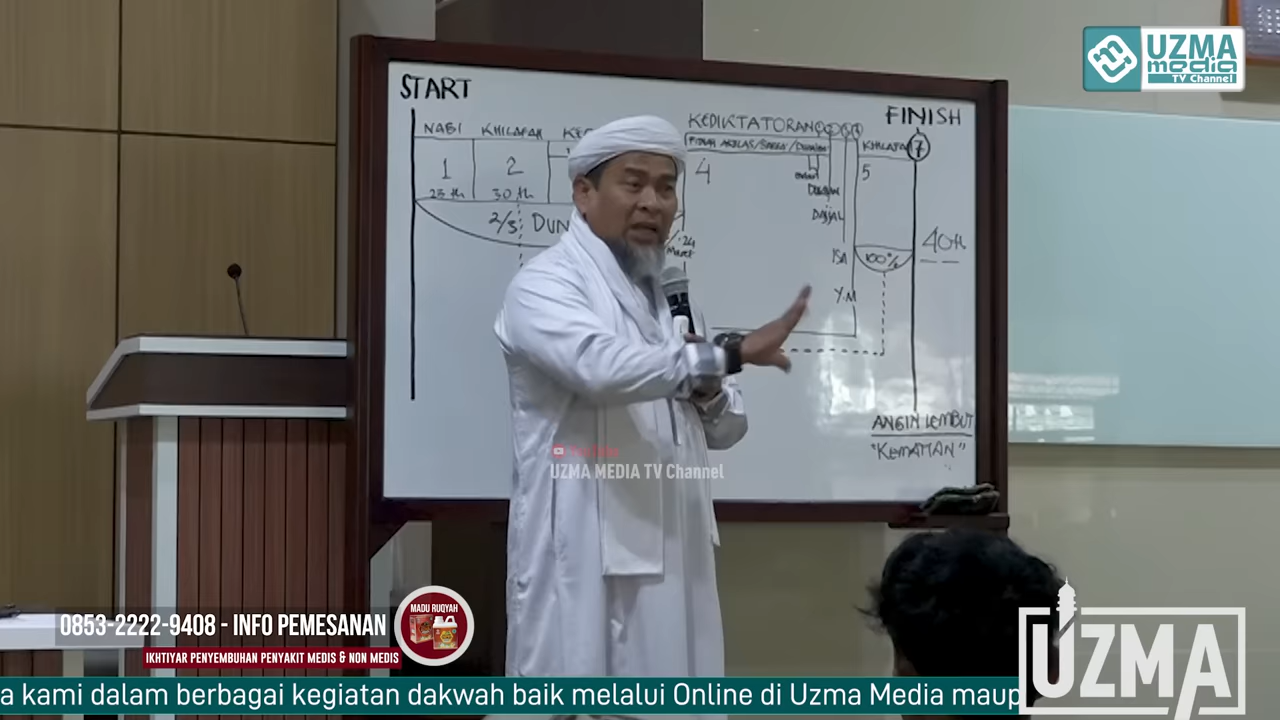 UZMA
media
TV Channel
START
FINISH
NABI
KHILAFAH
KEDIKTATORAN
KHILAFA
7
1
2
4
5
23 th
30 th
2/3
DUN
DAJJAL
ISA
100%
40th
Y.M
ANGIN LEMBUT
"KEMATIAN"
YouTube
UZMA MEDIA TV Channel
0853-2222-9408 - INFO PEMESANAN
MADU RUQYAH
IKHTIYAR PENYEMBUHAN PENYAKIT MEDIS & NON MEDIS
a kami dalam berbagai kegiatan dakwah baik melalui Online di Uzma Media maup
UZMA